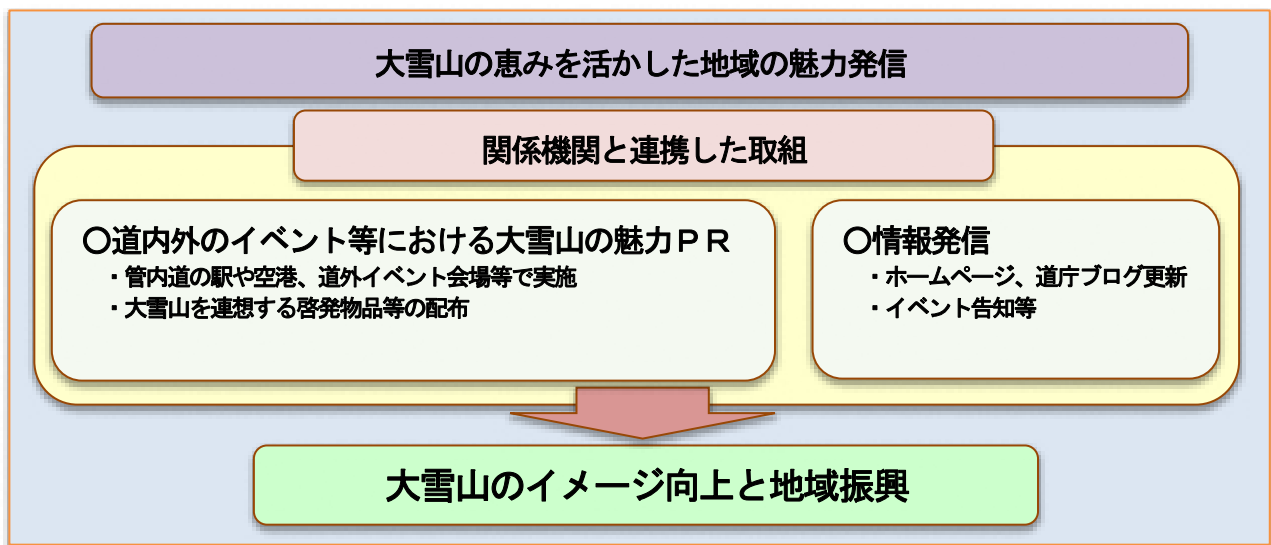 大雪山の恵みを活かした地域の魅力発信
関係機関と連携した取組
〇道内外のイベント等における大雪山の魅力ＰＲ
・管内道の駅や空港、道外イベント会場等で実施
・大雪山を連想する啓発物品等の配布
〇情報発信
・ホームページ、道庁ブログ更新
・イベント告知等
大雪山のイメージ向上と地域振興